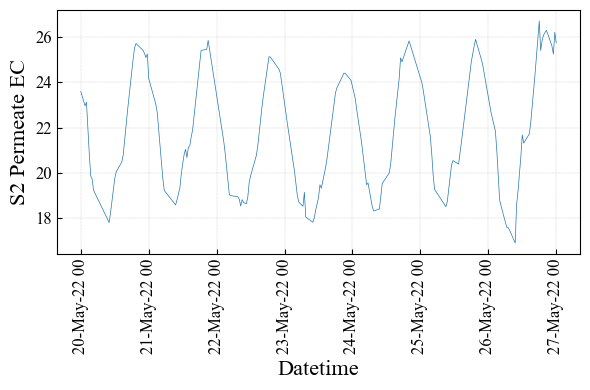 S2 Permeate EC
26
24
22
20
18
20-May-22 00
21-May-22 00
22-May-22 00
23-May-22 00
24-May-22 00
25-May-22 00
26-May-22 00
27-May-22 00
Datetime